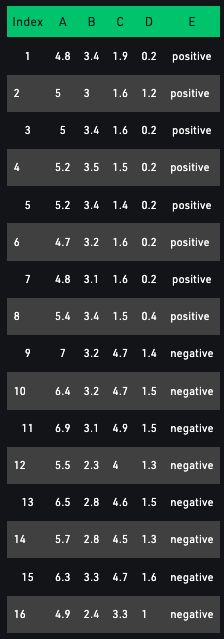 Index A B C D E
1 4.8 3.4 1.9 0.2 positive
2 5 3 1.6 1.2 positive
3 5 3.4 1.6 0.2 positive
4 5.2 3.5 1.5 0.2 positive
5 5.2 3.4 1.4 0.2 positive
6 4.7 3.2 1.6 0.2 positive
7 4.8 3.1 1.6 0.2 positive
8 5.4 3.4 1.5 0.4 positive
9 7 3.2 4.7 1.4 negative
10 6.4 3.2 4.7 1.5 negative
11 6.9 3.1 4.9 1.5 negative
12 5.5 2.3 4 1.3 negative
13 6.5 2.8 4.6 1.5 negative
14 5.7 2.8 4.5 1.3 negative
15 6.3 3.3 4.7 1.6 negative
16 4.9 2.4 3.3 1 negative